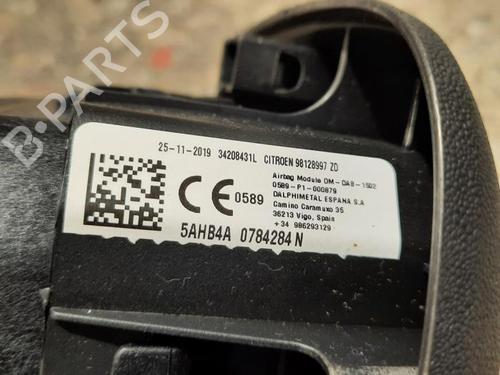 B-PARTS
25-11-2019 34208431L CITROEN 98128997 ZD
Airbag Module DM-DAB-1502
0589-P1-000879
DALPHIMETAL ESPANA S.A
Camino Caramuxo 35
36213 Vigo, Spain
+34 986293129
CE 0589
5AHB4A 0784284N